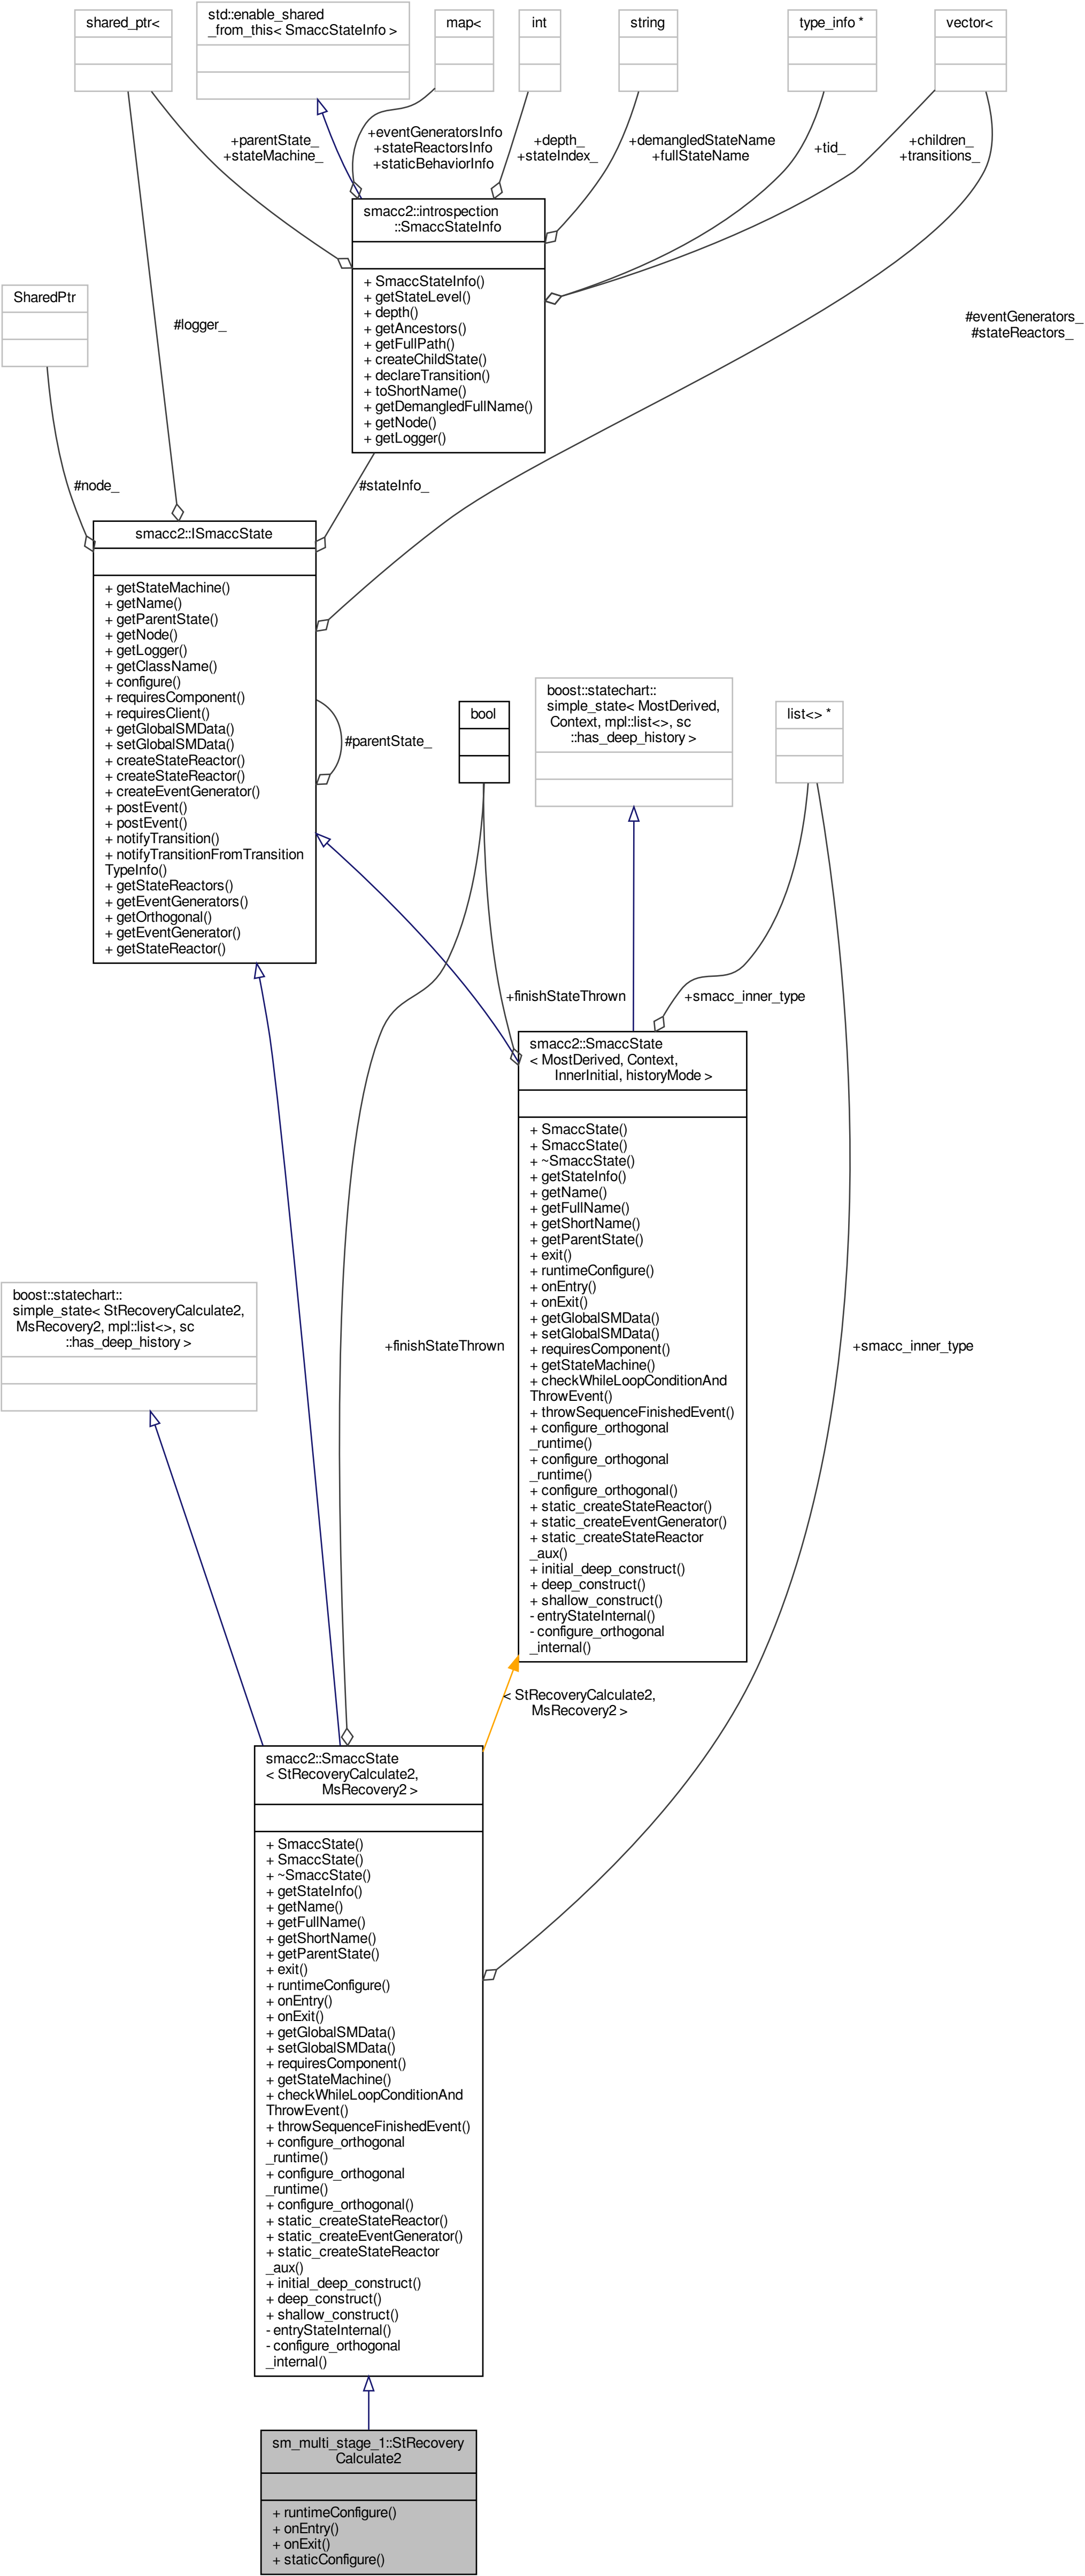 shared_ptr<
std::enable_shared
_from_this< SmaccStateInfo >
map<
int
string
type_info *
vector<
+parentState_
+stateMachine_
+eventGeneratorsInfo
+stateReactorsInfo
+staticBehaviorInfo
+depth_
+stateIndex_
+demangledStateName
+fullStateName
+tid_
+children_
+transitions_
smacc2::introspection
::SmaccStateInfo
+ SmaccStateInfo()
+ getStateLevel()
+ depth()
+ getAncestors()
+ getFullPath()
+ createChildState()
+ declareTransition()
+ toShortName()
+ getDemangledFullName()
+ getNode()
+ getLogger()
SharedPtr
#logger_
#eventGenerators_
#stateReactors_
#node_
#stateInfo_
smacc2::ISmaccState
+ getStateMachine()
+ getName()
+ getParentState()
+ getNode()
+ getLogger()
+ getClassName()
+ configure()
+ requiresComponent()
+ requiresClient()
+ getGlobalSMData()
+ setGlobalSMData()
+ createStateReactor()
+ createStateReactor()
+ createEventGenerator()
+ postEvent()
+ postEvent()
+ notifyTransition()
+ notifyTransitionFromTransition
TypeInfo()
+ getStateReactors()
+ getEventGenerators()
+ getOrthogonal()
+ getEventGenerator()
+ getStateReactor()
#parentState_
bool
boost::statechart::
simple_state< MostDerived,
Context, mpl::list<>, sc
::has_deep_history >
list<> *
+finishStateThrown
+smacc_inner_type
smacc2::SmaccState
< MostDerived, Context,
InnerInitial, historyMode >
+ SmaccState()
+ SmaccState()
+ ~SmaccState()
+ getStateInfo()
+ getName()
+ getFullName()
+ getShortName()
+ getParentState()
+ exit()
+ runtimeConfigure()
+ onEntry()
+ onExit()
+ getGlobalSMData()
+ setGlobalSMData()
+ requiresComponent()
+ getStateMachine()
+ checkWhileLoopConditionAnd
ThrowEvent()
+ throwSequenceFinishedEvent()
+ configure_orthogonal
_runtime()
+ configure_orthogonal
_runtime()
+ configure_orthogonal()
+ static_createStateReactor()
+ static_createEventGenerator()
+ static_createStateReactor
_aux()
+ initial_deep_construct()
+ deep_construct()
+ shallow_construct()
- entryStateInternal()
- configure_orthogonal
_internal()
boost::statechart::
simple_state< StRecoveryCalculate2,
MsRecovery2, mpl::list<>, sc
::has_deep_history >
+finishStateThrown
+smacc_inner_type
< StRecoveryCalculate2,
MsRecovery2 >
smacc2::SmaccState
< StRecoveryCalculate2,
MsRecovery2 >
+ SmaccState()
+ SmaccState()
+ ~SmaccState()
+ getStateInfo()
+ getName()
+ getFullName()
+ getShortName()
+ getParentState()
+ exit()
+ runtimeConfigure()
+ onEntry()
+ onExit()
+ getGlobalSMData()
+ setGlobalSMData()
+ requiresComponent()
+ getStateMachine()
+ checkWhileLoopConditionAnd
ThrowEvent()
+ throwSequenceFinishedEvent()
+ configure_orthogonal
_runtime()
+ configure_orthogonal
_runtime()
+ configure_orthogonal()
+ static_createStateReactor()
+ static_createEventGenerator()
+ static_createStateReactor
_aux()
+ initial_deep_construct()
+ deep_construct()
+ shallow_construct()
- entryStateInternal()
- configure_orthogonal
_internal()
sm_multi_stage_1::StRecovery
Calculate2
+ runtimeConfigure()
+ onEntry()
+ onExit()
+ staticConfigure()